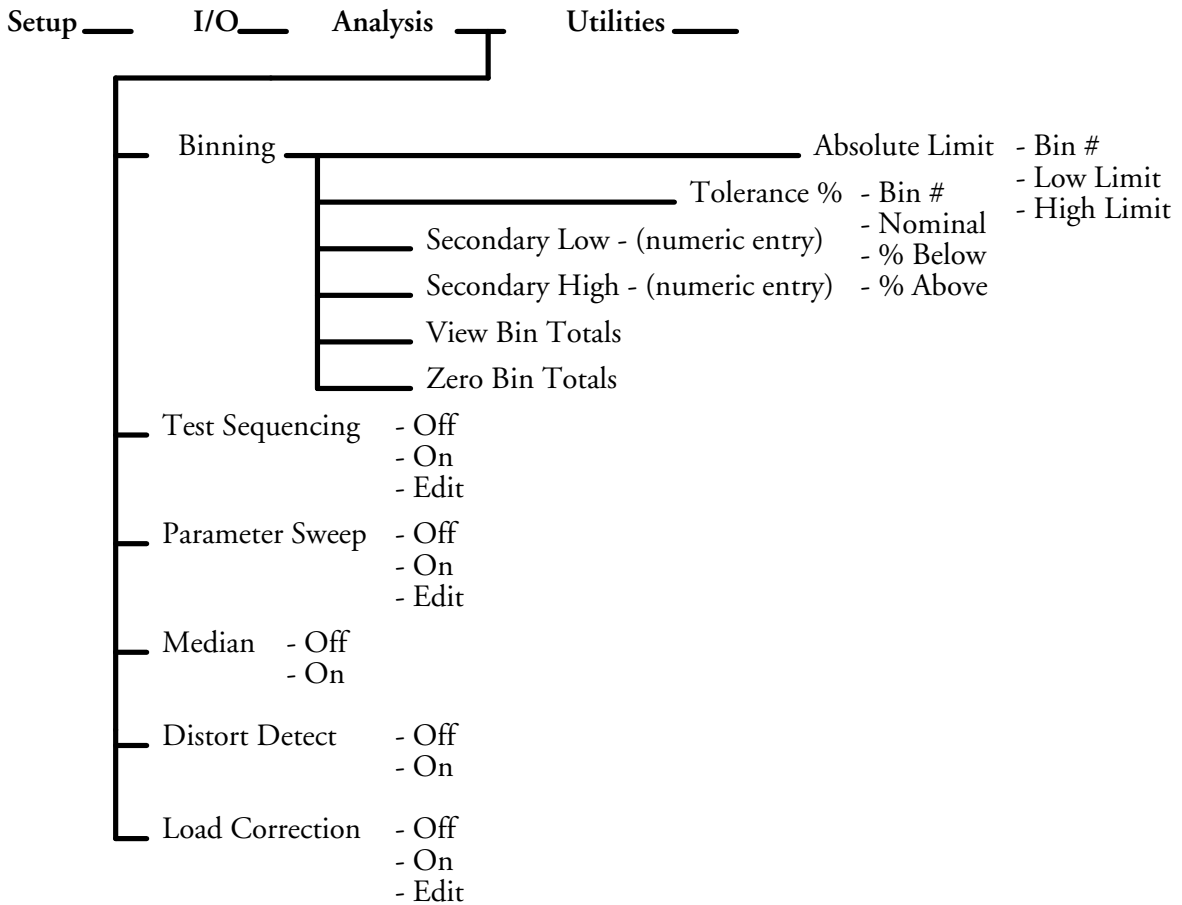 Setup I/O Analysis Utilities
Binning
Absolute Limit - Bin #
- Low Limit
- High Limit
Tolerance % - Bin #
- Nominal
- % Below
- % Above
Secondary Low - (numeric entry)
Secondary High - (numeric entry)
View Bin Totals
Zero Bin Totals
Test Sequencing - Off
- On
- Edit
Parameter Sweep - Off
- On
- Edit
Median - Off
- On
Distort Detect - Off
- On
Load Correction - Off
- On
- Edit